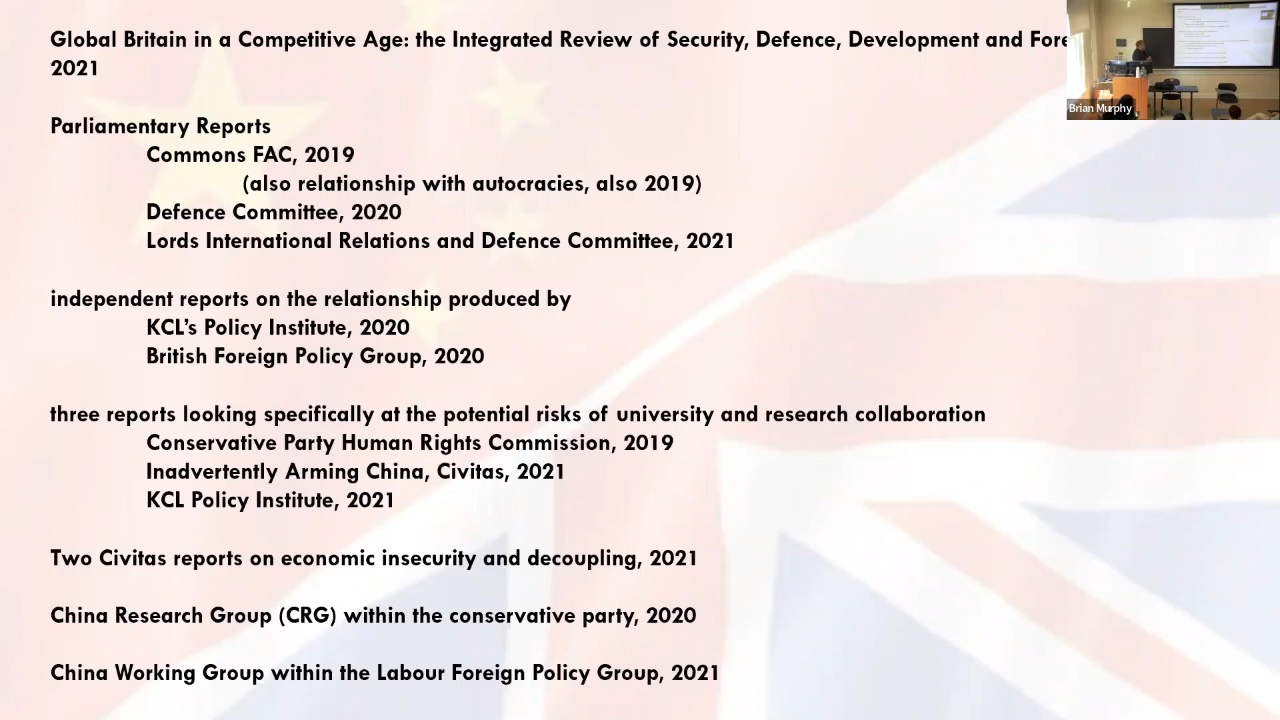 Global Britain in a Competitive Age: the Integrated Review of Security, Defence, Development and Fore
2021
Parliamentary Reports
Commons FAC, 2019
(also relationship with autocracies, also 2019)
Defence Committee, 2020
Lords International Relations and Defence Committee, 2021
independent reports on the relationship produced by
KCL’s Policy Institute, 2020
British Foreign Policy Group, 2020
three reports looking specifically at the potential risks of university and research collaboration
Conservative Party Human Rights Commission, 2019
Inadvertently Arming China, Civitas, 2021
KCL Policy Institute, 2021
Two Civitas reports on economic insecurity and decoupling, 2021
China Research Group (CRG) within the conservative party, 2020
China Working Group within the Labour Foreign Policy Group, 2021
Brian Murphy